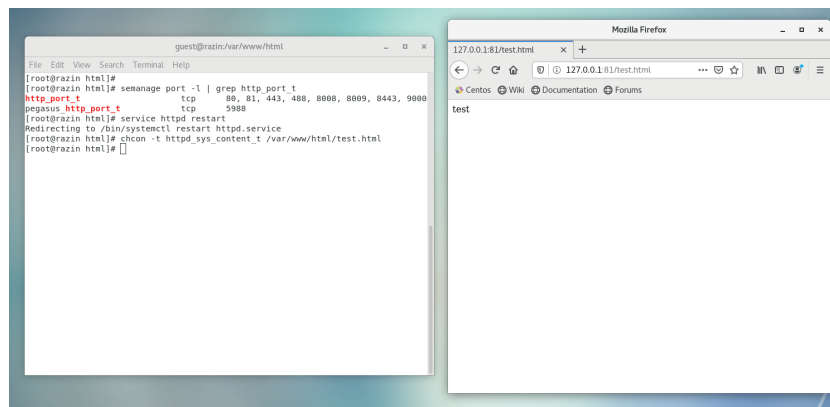 guest@razin:/var/www/html
File Edit View Search Terminal Help
[root@razin html]#
[root@razin html]# semanage port -l | grep http_port_t
http_port_t tcp 80, 81, 443, 488, 8008, 8009, 8443, 9000
pegasus_http_port_t tcp 5988
[root@razin html]# service httpd restart
Redirecting to /bin/systemctl restart httpd.service
[root@razin html]# chcon -t httpd_sys_content_t /var/www/html/test.html
[root@razin html]#
Mozilla Firefox
127.0.0.1:81/test.html
127.0.0.1:81/test.html
Centos Wiki Documentation Forums
test